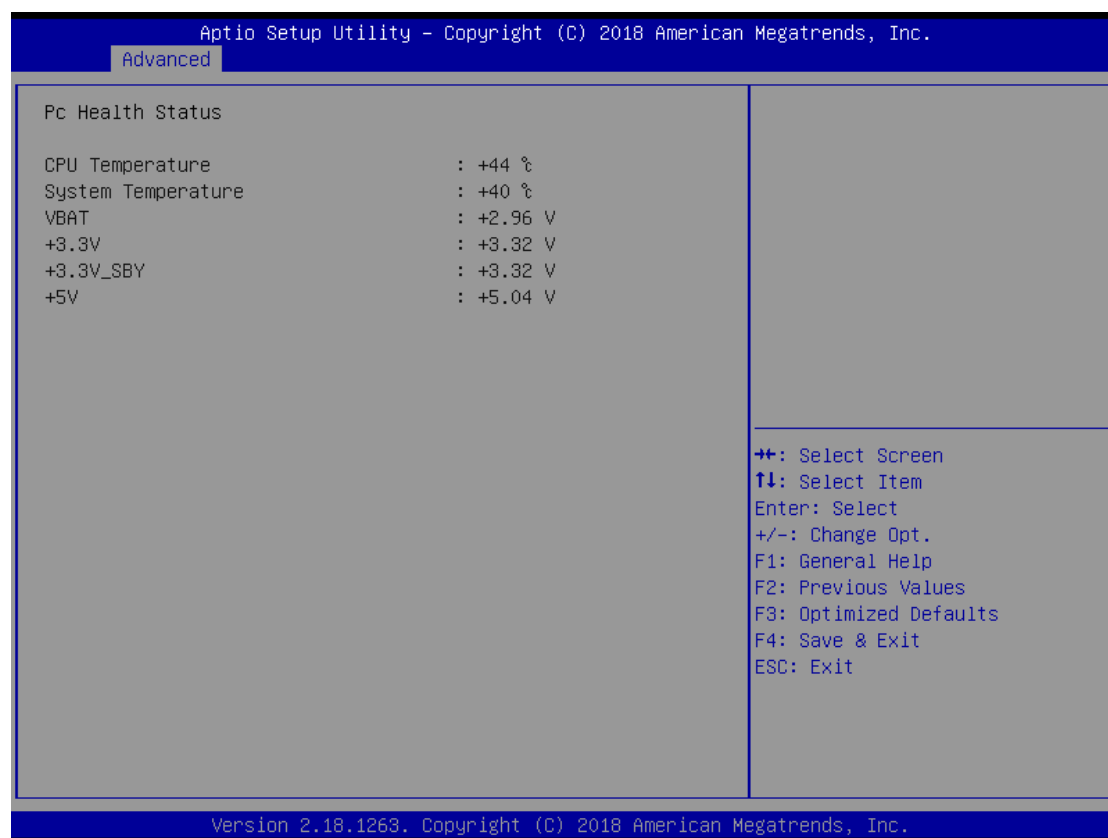 Aptio Setup Utility – Copyright (C) 2018 American Megatrends, Inc.
Advanced
Pc Health Status
CPU Temperature : +44 ℃
System Temperature : +40 ℃
VBAT : +2.96 V
+3.3V : +3.32 V
+3.3V_SBY : +3.32 V
+5V : +5.04 V
→←: Select Screen
↑↓: Select Item
Enter: Select
+/-: Change Opt.
F1: General Help
F2: Previous Values
F3: Optimized Defaults
F4: Save & Exit
ESC: Exit
Version 2.18.1263. Copyright (C) 2018 American Megatrends, Inc.